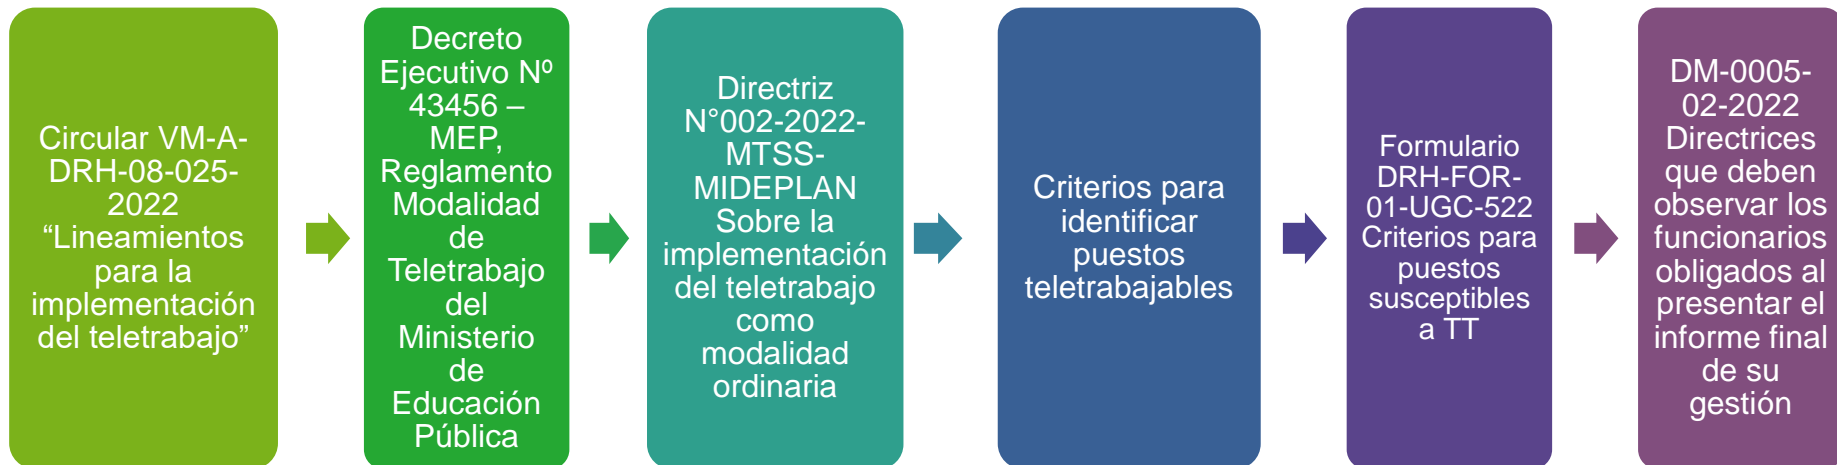 Circular VM-A-
DRH-08-025-
2022
“Lineamientos
para la
implementación
del teletrabajo”
Decreto
Ejecutivo Nº
43456 –
MEP,
Reglamento
Modalidad
de
Teletrabajo
del
Ministerio
de
Educación
Pública
Directriz
N°002-2022-
MTSS-
MIDEPLAN
Sobre la
implementación
del teletrabajo
como
modalidad
ordinaria
Criterios para
identificar
puestos
teletrabajables
Formulario
DRH-FOR-
01-UGC-522
Criterios para
puestos
susceptibles
a TT
DM-0005-
02-2022
Directrices
que deben
observar los
funcionarios
obligados al
presentar el
informe final
de su
gestión